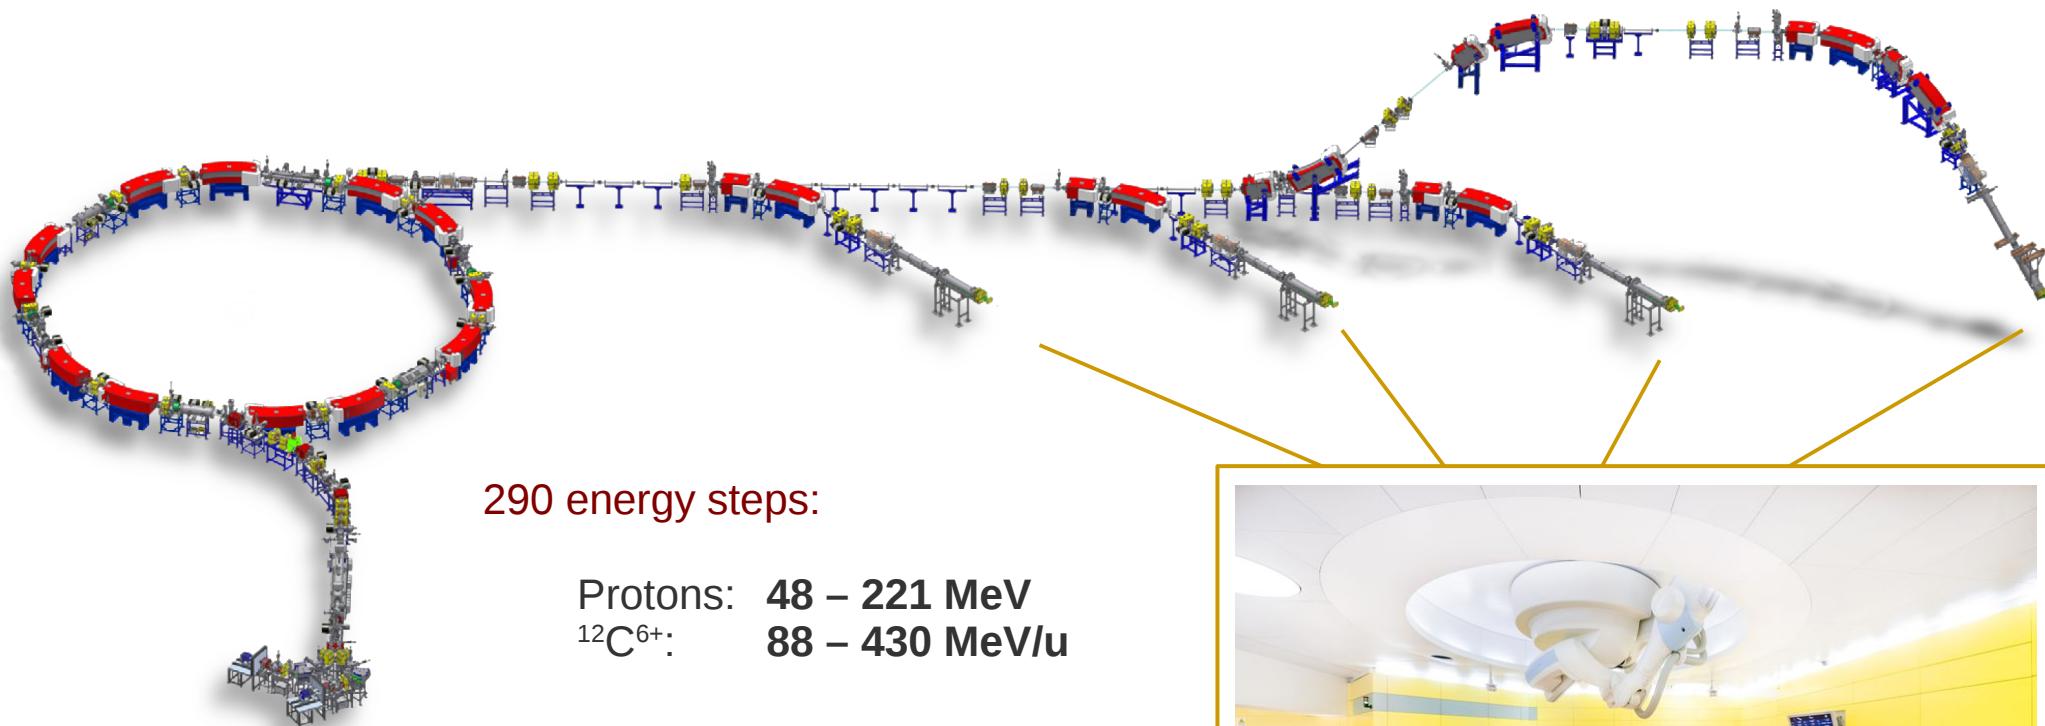 290 energy steps:
Protons: 48 – 221 MeV
¹²C⁶⁺: 88 – 430 MeV/u